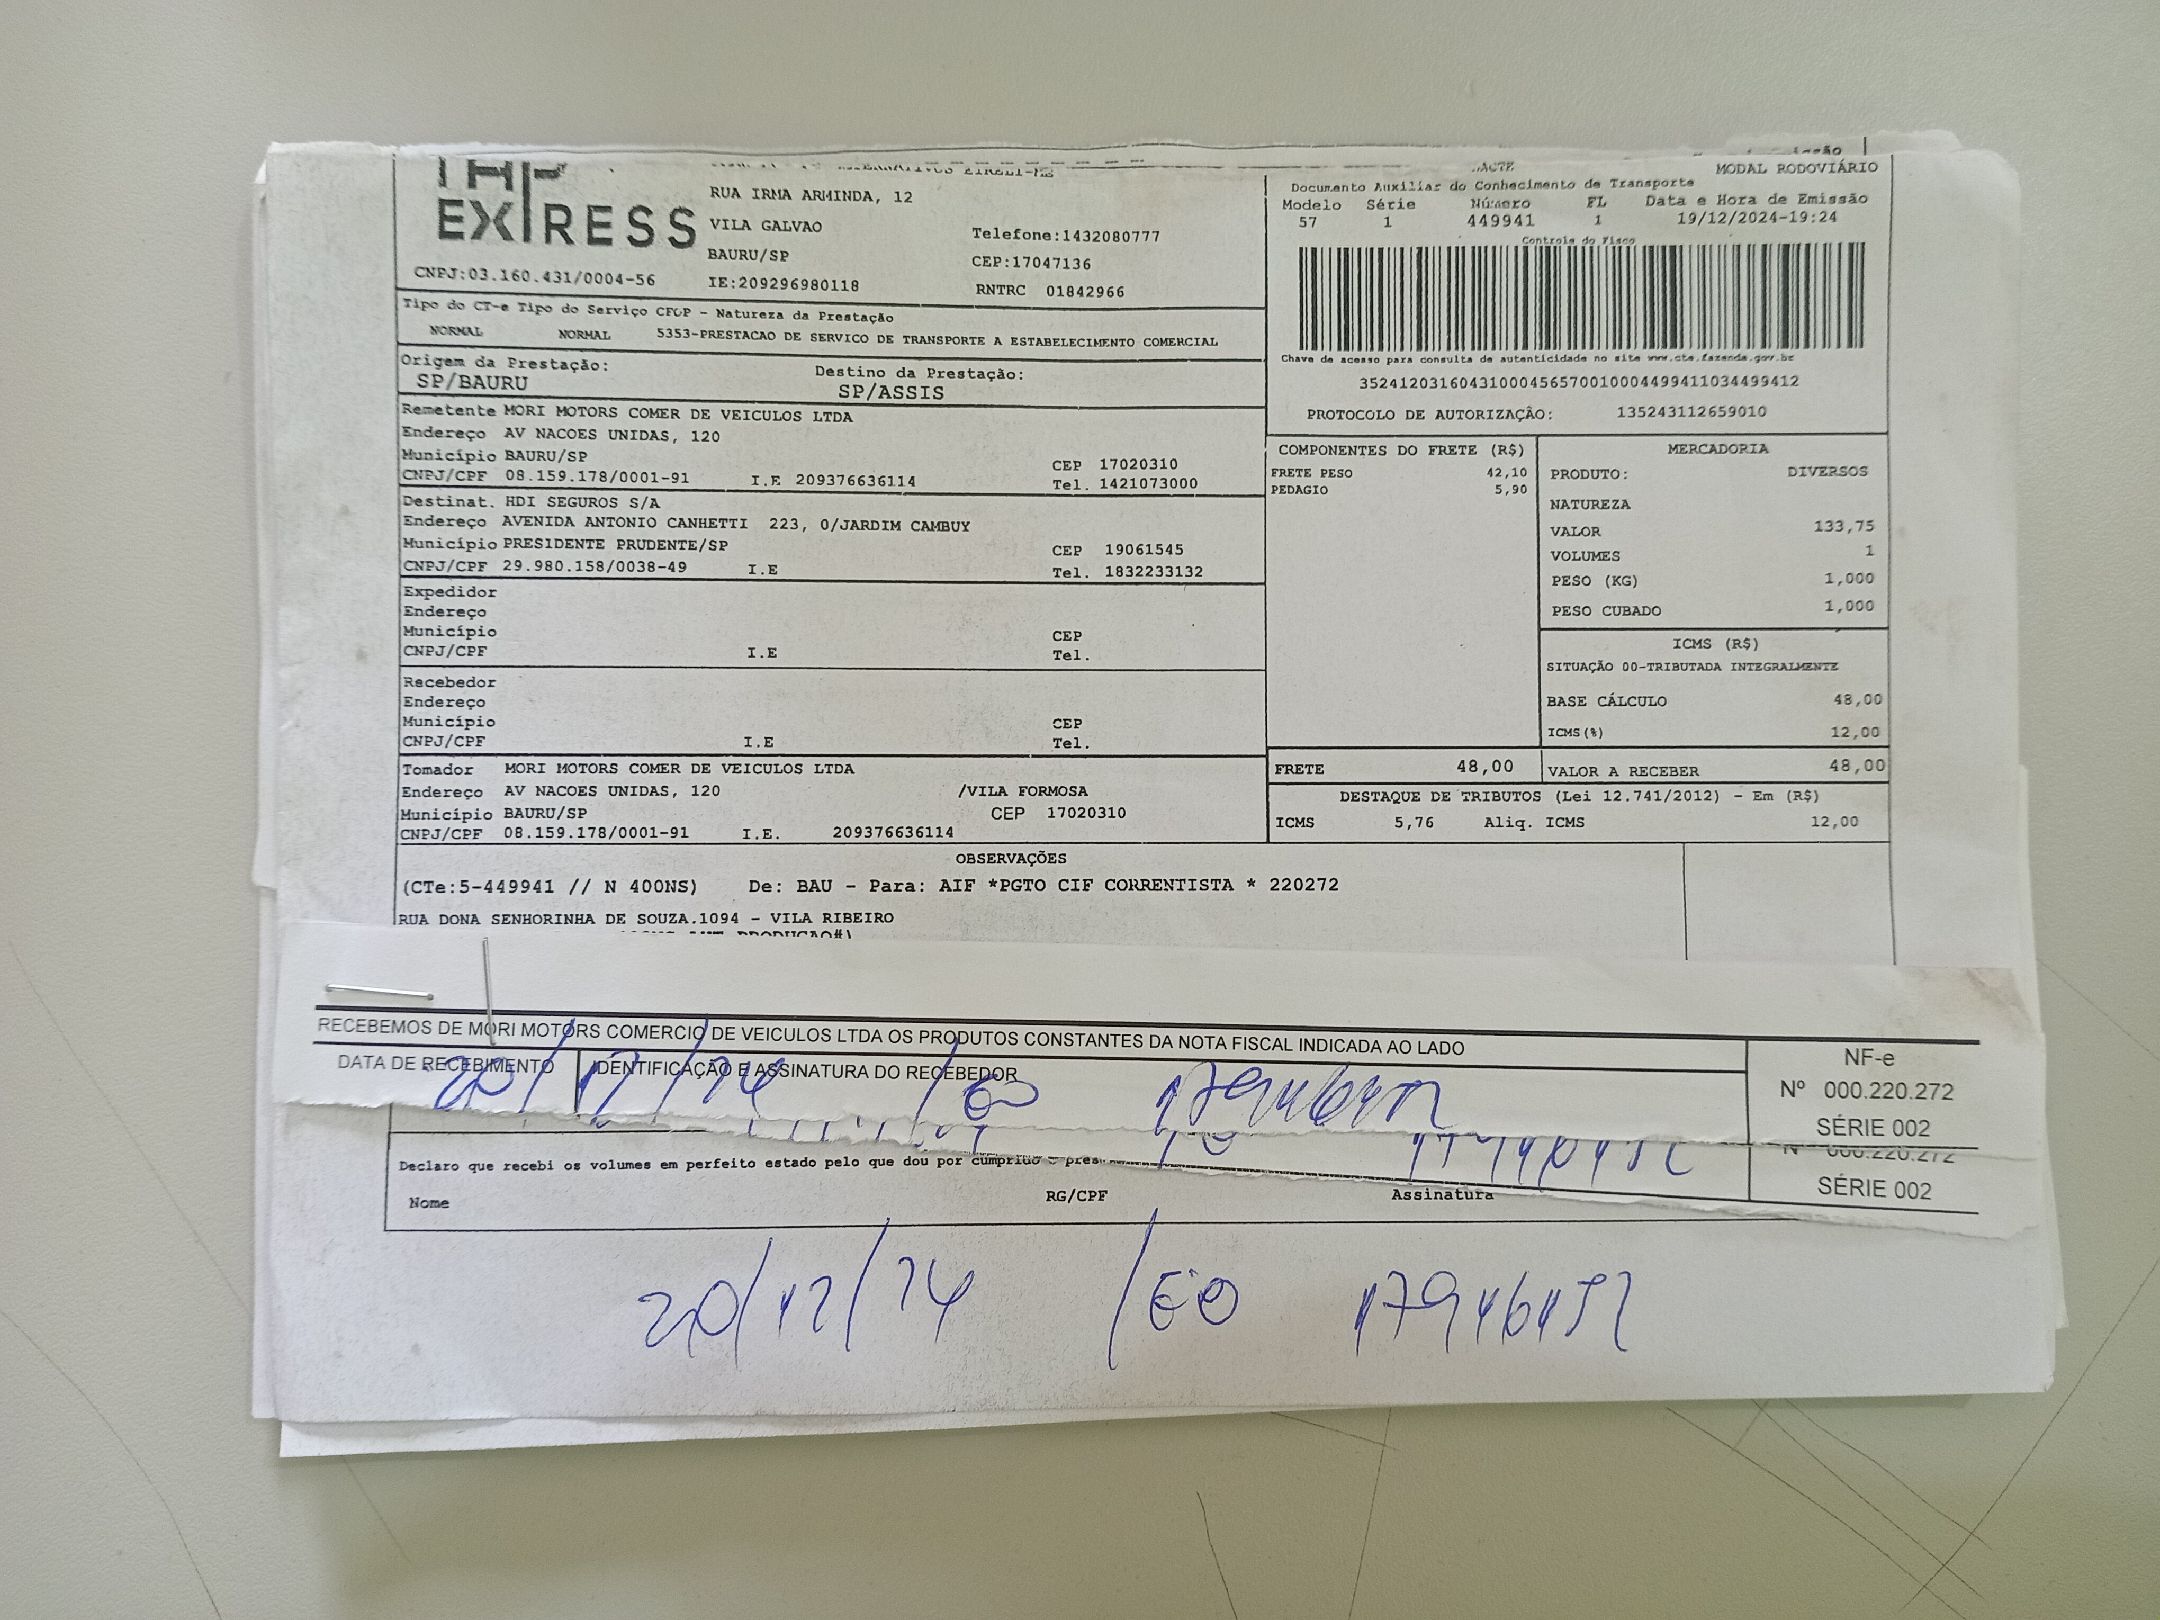 EXPRESS
RUA IRMA ARMINDA, 12
VILA GALVAO
Telefone:1432080777
BAURU/SP
CEP:17047136
CNPJ:03.160.431/0004-56
IE:209296980118
RNTRC 01842966
MODAL RODOVIÁRIO
Documento Auxiliar do Conhecimento de Transporte
Modelo Série Número FL Data e Hora de Emissão
57 1 449941 1 19/12/2024-19:24
Controle do Fisco
Chave de acesso para consulta de autenticidade no site www.cte.fazenda.gov.br
35241203160431000456570010004499411034499412
PROTOCOLO DE AUTORIZAÇÃO: 135243112659010
Tipo do CT-e Tipo do Serviço CFOP - Natureza da Prestação
NORMAL NORMAL 5353-PRESTACAO DE SERVICO DE TRANSPORTE A ESTABELECIMENTO COMERCIAL
Origem da Prestação: Destino da Prestação:
SP/BAURU SP/ASSIS
Remetente MORI MOTORS COMER DE VEICULOS LTDA
Endereço AV NACOES UNIDAS, 120
Município BAURU/SP CEP 17020310
CNPJ/CPF 08.159.178/0001-91 I.E 209376636114 Tel. 1421073000
Destinat. HDI SEGUROS S/A
Endereço AVENIDA ANTONIO CANHETTI 223, 0/JARDIM CAMBUY
Município PRESIDENTE PRUDENTE/SP CEP 19061545
CNPJ/CPF 29.980.158/0038-49 I.E Tel. 1832233132
Expedidor
Endereço
Município CEP
CNPJ/CPF I.E Tel.
Recebedor
Endereço
Município CEP
CNPJ/CPF I.E Tel.
Tomador MORI MOTORS COMER DE VEICULOS LTDA
Endereço AV NACOES UNIDAS, 120 /VILA FORMOSA
Município BAURU/SP CEP 17020310
CNPJ/CPF 08.159.178/0001-91 I.E. 209376636114
COMPONENTES DO FRETE (R$)
FRETE PESO 42,10
PEDAGIO 5,90
MERCADORIA
PRODUTO: DIVERSOS
NATUREZA
VALOR 133,75
VOLUMES 1
PESO (KG) 1,000
PESO CUBADO 1,000
ICMS (R$)
SITUAÇÃO 00-TRIBUTADA INTEGRALMENTE
BASE CÁLCULO 48,00
ICMS(%) 12,00
FRETE 48,00 VALOR A RECEBER 48,00
DESTAQUE DE TRIBUTOS (Lei 12.741/2012) - Em (R$)
ICMS 5,76 Aliq. ICMS 12,00
OBSERVAÇÕES
(CTe:5-449941 // N 400NS) De: BAU - Para: AIF *PGTO CIF CORRENTISTA * 220272
RUA DONA SENHORINHA DE SOUZA.1094 - VILA RIBEIRO
RECEBEMOS DE MORI MOTORS COMERCIO DE VEICULOS LTDA OS PRODUTOS CONSTANTES DA NOTA FISCAL INDICADA AO LADO
DATA DE RECEBIMENTO IDENTIFICAÇÃO E ASSINATURA DO RECEBEDOR
NF-e
Nº 000.220.272
SÉRIE 002
Nº 000.220.272
SÉRIE 002
Declaro que recebi os volumes em perfeito estado pelo que dou por cumprido o pres
Nome RG/CPF Assinatura
20/12/24